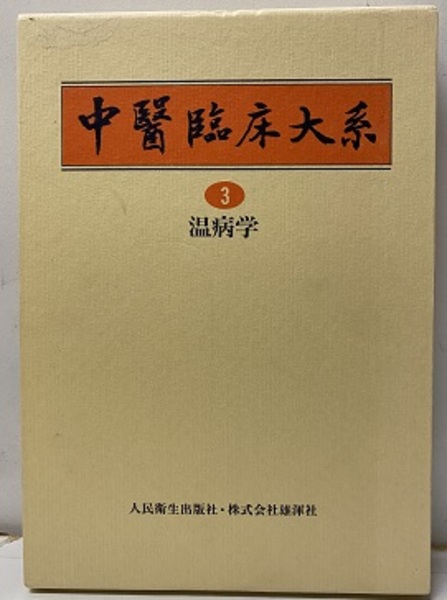 中醫臨床大系
3
温病学
人民衛生出版社・株式会社雄渾社